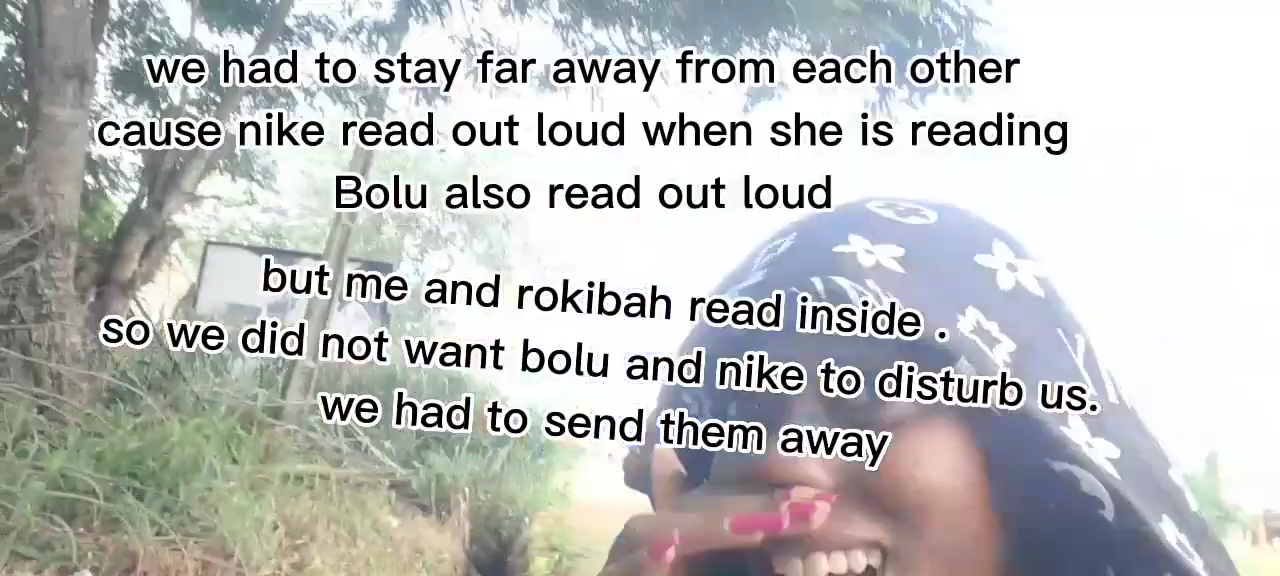 we had to stay far away from each other
cause nike read out loud when she is reading
Bolu also read out loud
but me and rokibah read inside .
so we did not want bolu and nike to disturb us.
we had to send them away